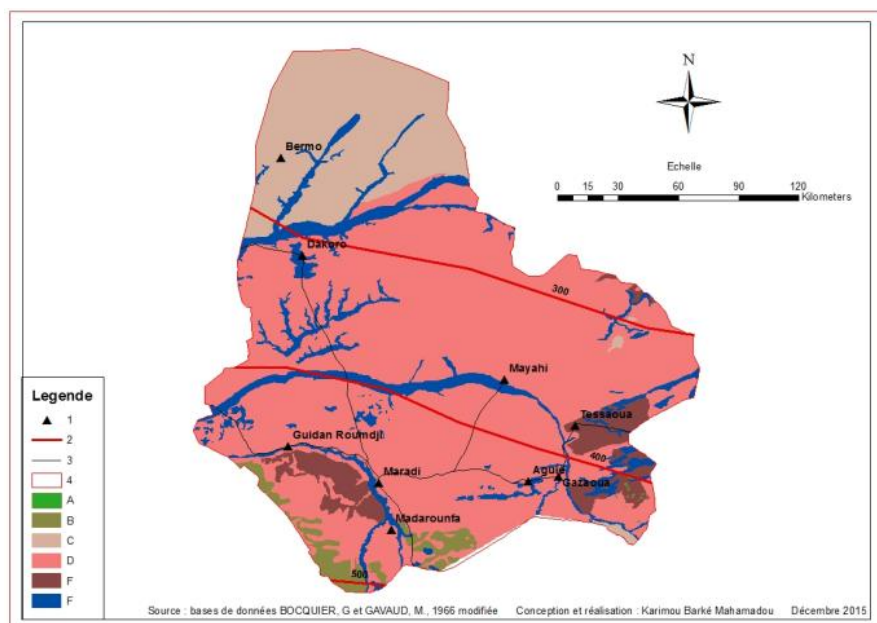 N
Bermo
Echelle
0 15 30 60 90 120
Kilometers
Dakoro
300
Mayahi
Legende
1
2
3
4
A
B
C
D
F
F
Tessaoua
Guidan Roumdji
400
Maradi
Aguié
Gazaoua
Madarounfa
500
Source : bases de données BOCQUIER, G et GAVAUD, M., 1966 modifiée Conception et réalisation : Karimou Barké Mahamadou Décembre 2015